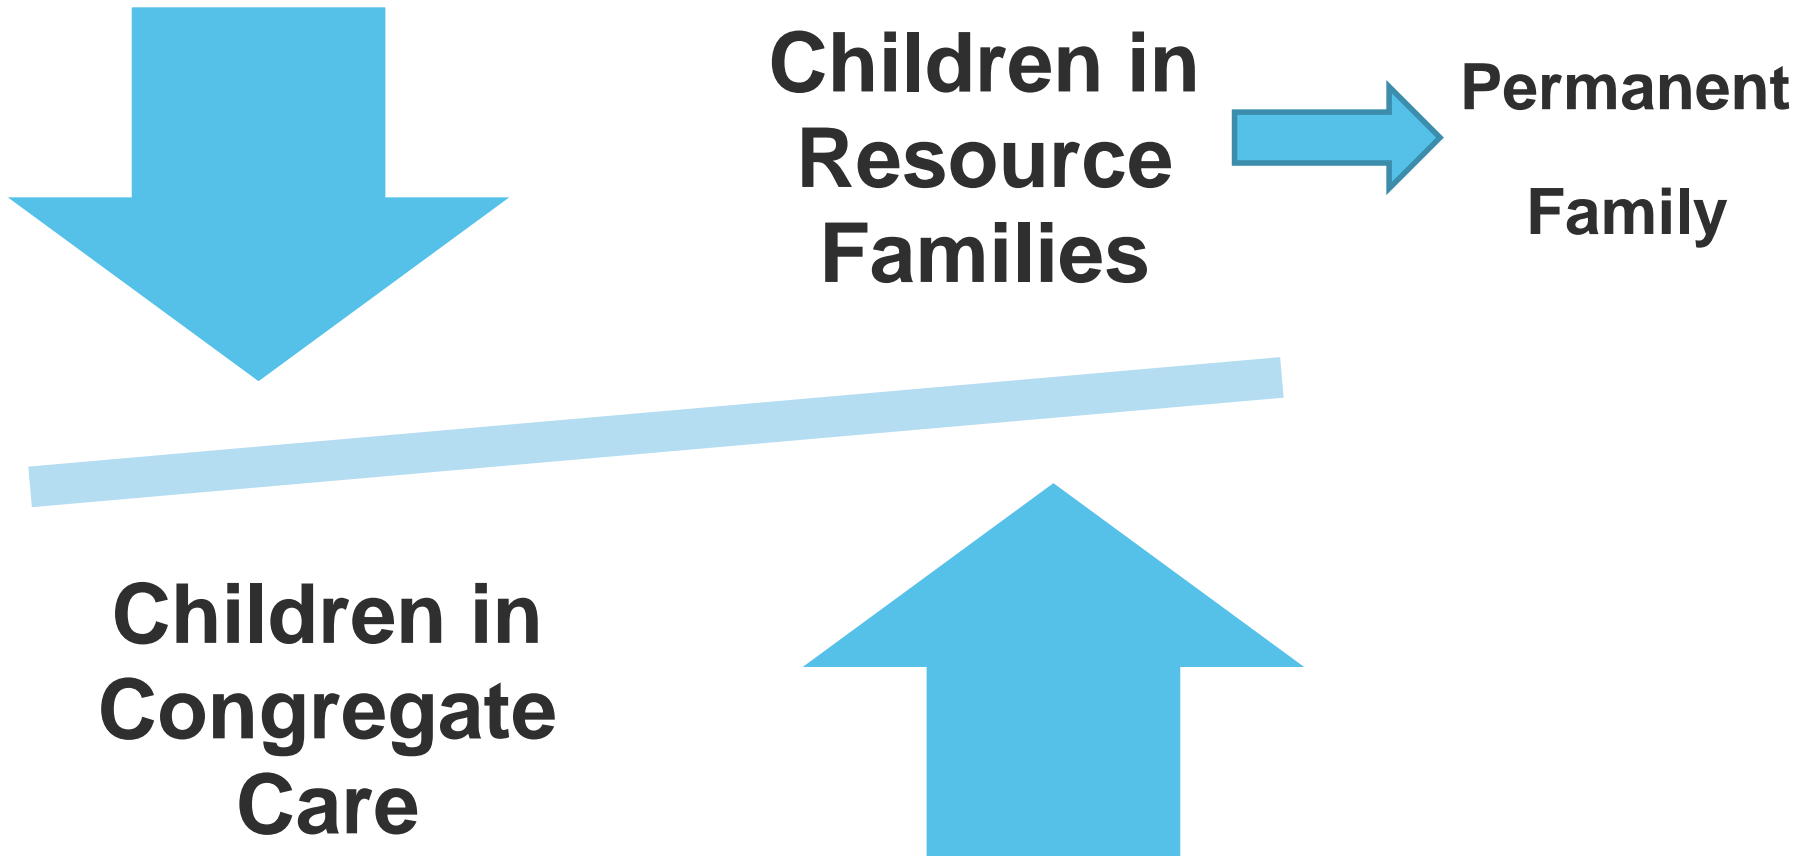 Children in
Resource
Families
Permanent
Family
Children in
Congregate
Care